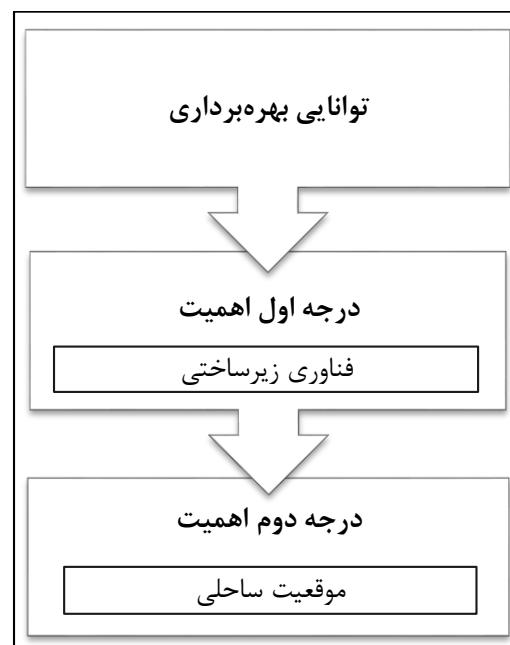 توانایی بهره‌برداری
درجه اول اهمیت
فناوری زیرساختی
درجه دوم اهمیت
موقعیت ساحلی